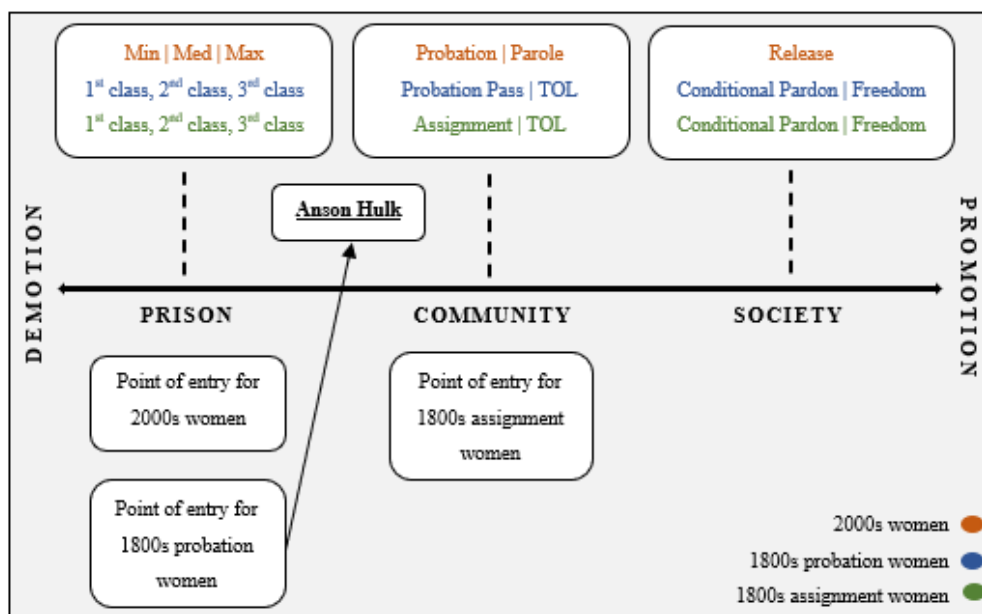 Min | Med | Max
1st class, 2nd class, 3rd class
1st class, 2nd class, 3rd class
Probation | Parole
Probation Pass | TOL
Assignment | TOL
Release
Conditional Pardon | Freedom
Conditional Pardon | Freedom
Anson Hulk
DEMOTION
PROMOTION
PRISON
COMMUNITY
SOCIETY
Point of entry for
2000s women
Point of entry for
1800s assignment
women
Point of entry for
1800s probation
women
2000s women
1800s probation women
1800s assignment women